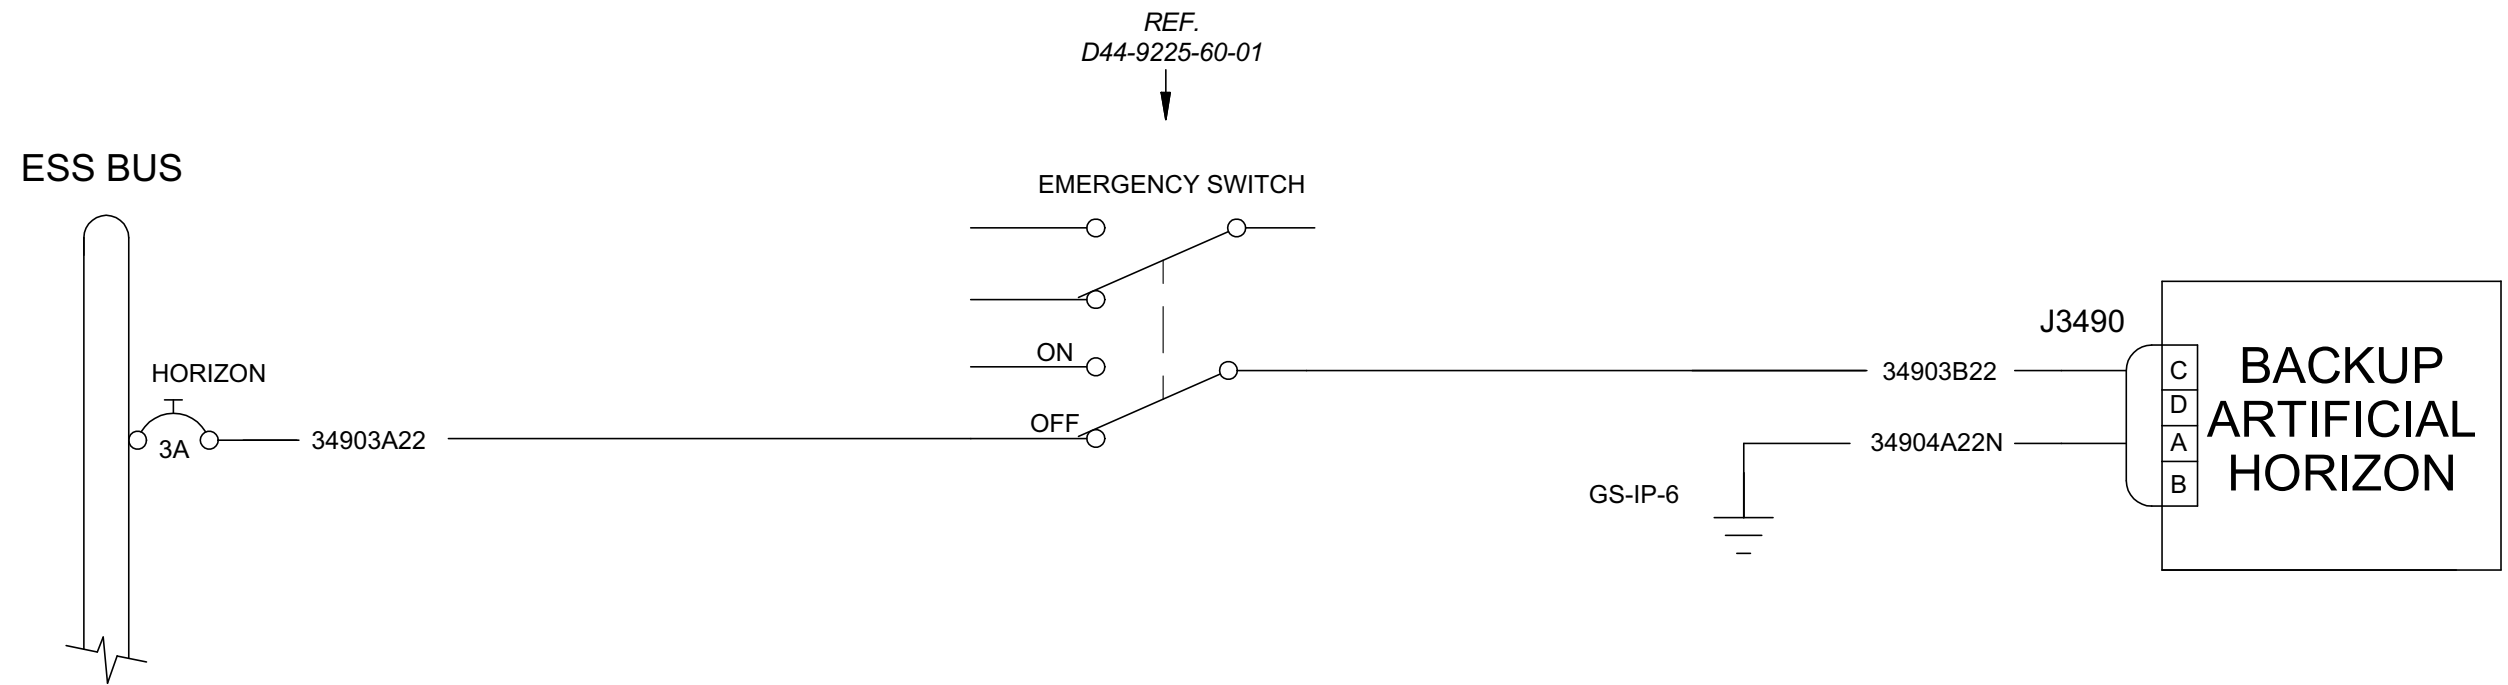 REF.
D44-9225-60-01
ESS BUS
EMERGENCY SWITCH
J3490
ON
HORIZON
34903B22
C
BACKUP
D
ARTIFICIAL
OFF
3A
34903A22
34904A22N
A
HORIZON
B
GS-IP-6